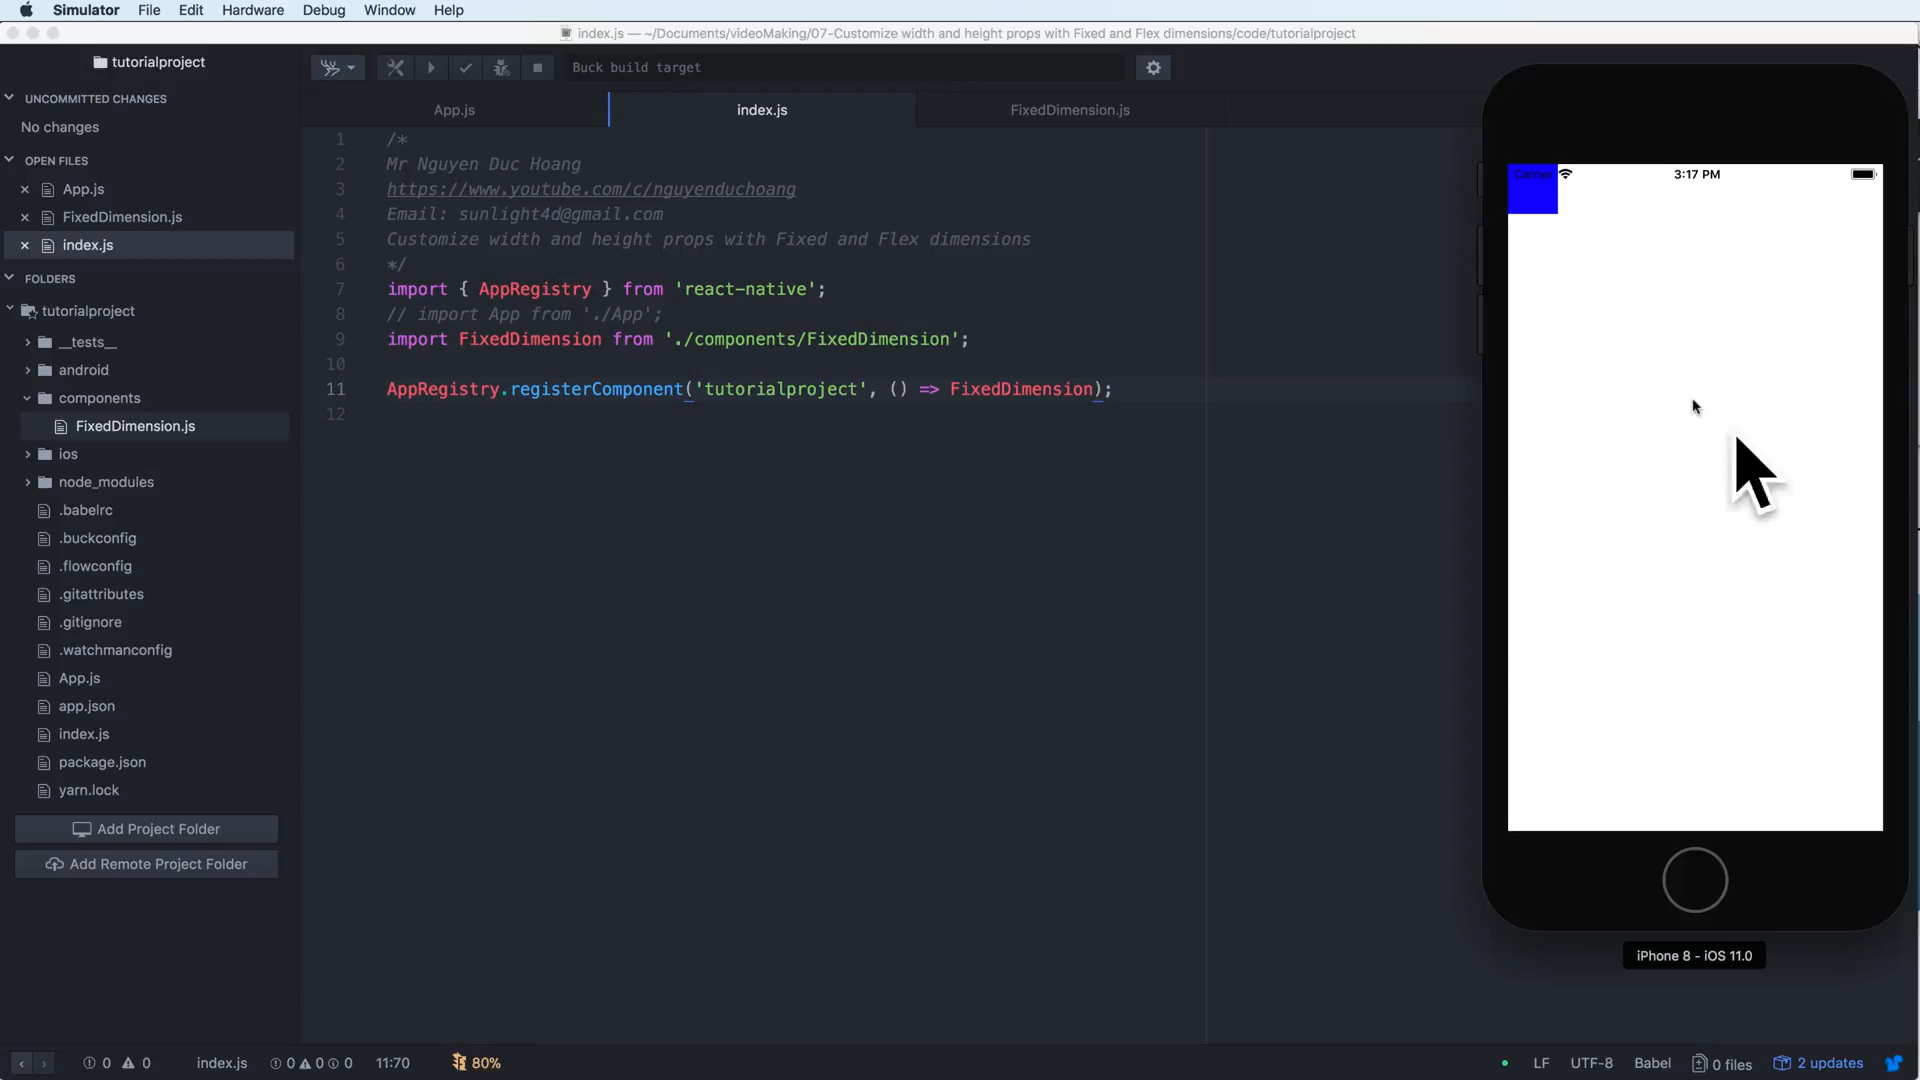 Simulator File Edit Hardware Debug Window Help
index.js — ~/Documents/videoMaking/07-Customize width and height props with Fixed and Flex dimensions/code/tutorialproject
tutorialproject
UNCOMMITTED CHANGES
No changes
OPEN FILES
App.js
FixedDimension.js
index.js
FOLDERS
tutorialproject
__tests__
android
components
FixedDimension.js
ios
node_modules
.babelrc
.buckconfig
.flowconfig
.gitattributes
.gitignore
.watchmanconfig
App.js
app.json
index.js
package.json
yarn.lock
Add Project Folder
Add Remote Project Folder
Buck build target
App.js index.js FixedDimension.js
1 /*
2 Mr Nguyen Duc Hoang
3 https://www.youtube.com/c/nguyenduchoang
4 Email: sunlight4d@gmail.com
5 Customize width and height props with Fixed and Flex dimensions
6 */
7 import { AppRegistry } from 'react-native';
8 // import App from './App';
9 import FixedDimension from './components/FixedDimension';
10
11 AppRegistry.registerComponent('tutorialproject', () => FixedDimension);
12
Carrier 3:17 PM
iPhone 8 - iOS 11.0
0 0 index.js 0 0 0 11:70 80% LF UTF-8 Babel 0 files 2 updates